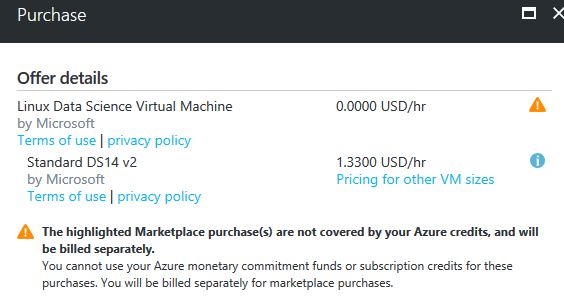 Purchase
Offer details
Linux Data Science Virtual Machine 0.0000 USD/hr
by Microsoft
Terms of use | privacy policy
Standard DS14 v2 1.3300 USD/hr
by Microsoft Pricing for other VM sizes
Terms of use | privacy policy
The highlighted Marketplace purchase(s) are not covered by your Azure credits, and will
be billed separately.
You cannot use your Azure monetary commitment funds or subscription credits for these
purchases. You will be billed separately for marketplace purchases.